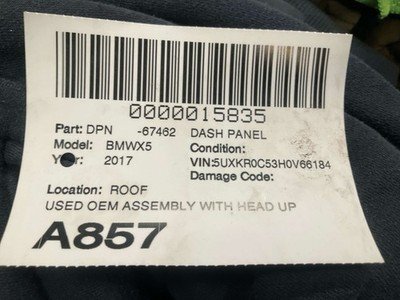 0000015835
Part: DPN -67462 DASH PANEL
Model: BMWX5 Condition:
Year: 2017 VIN:5UXKR0C53H0V66184
Damage Code:
Location: ROOF
USED OEM ASSEMBLY WITH HEAD UP
A857